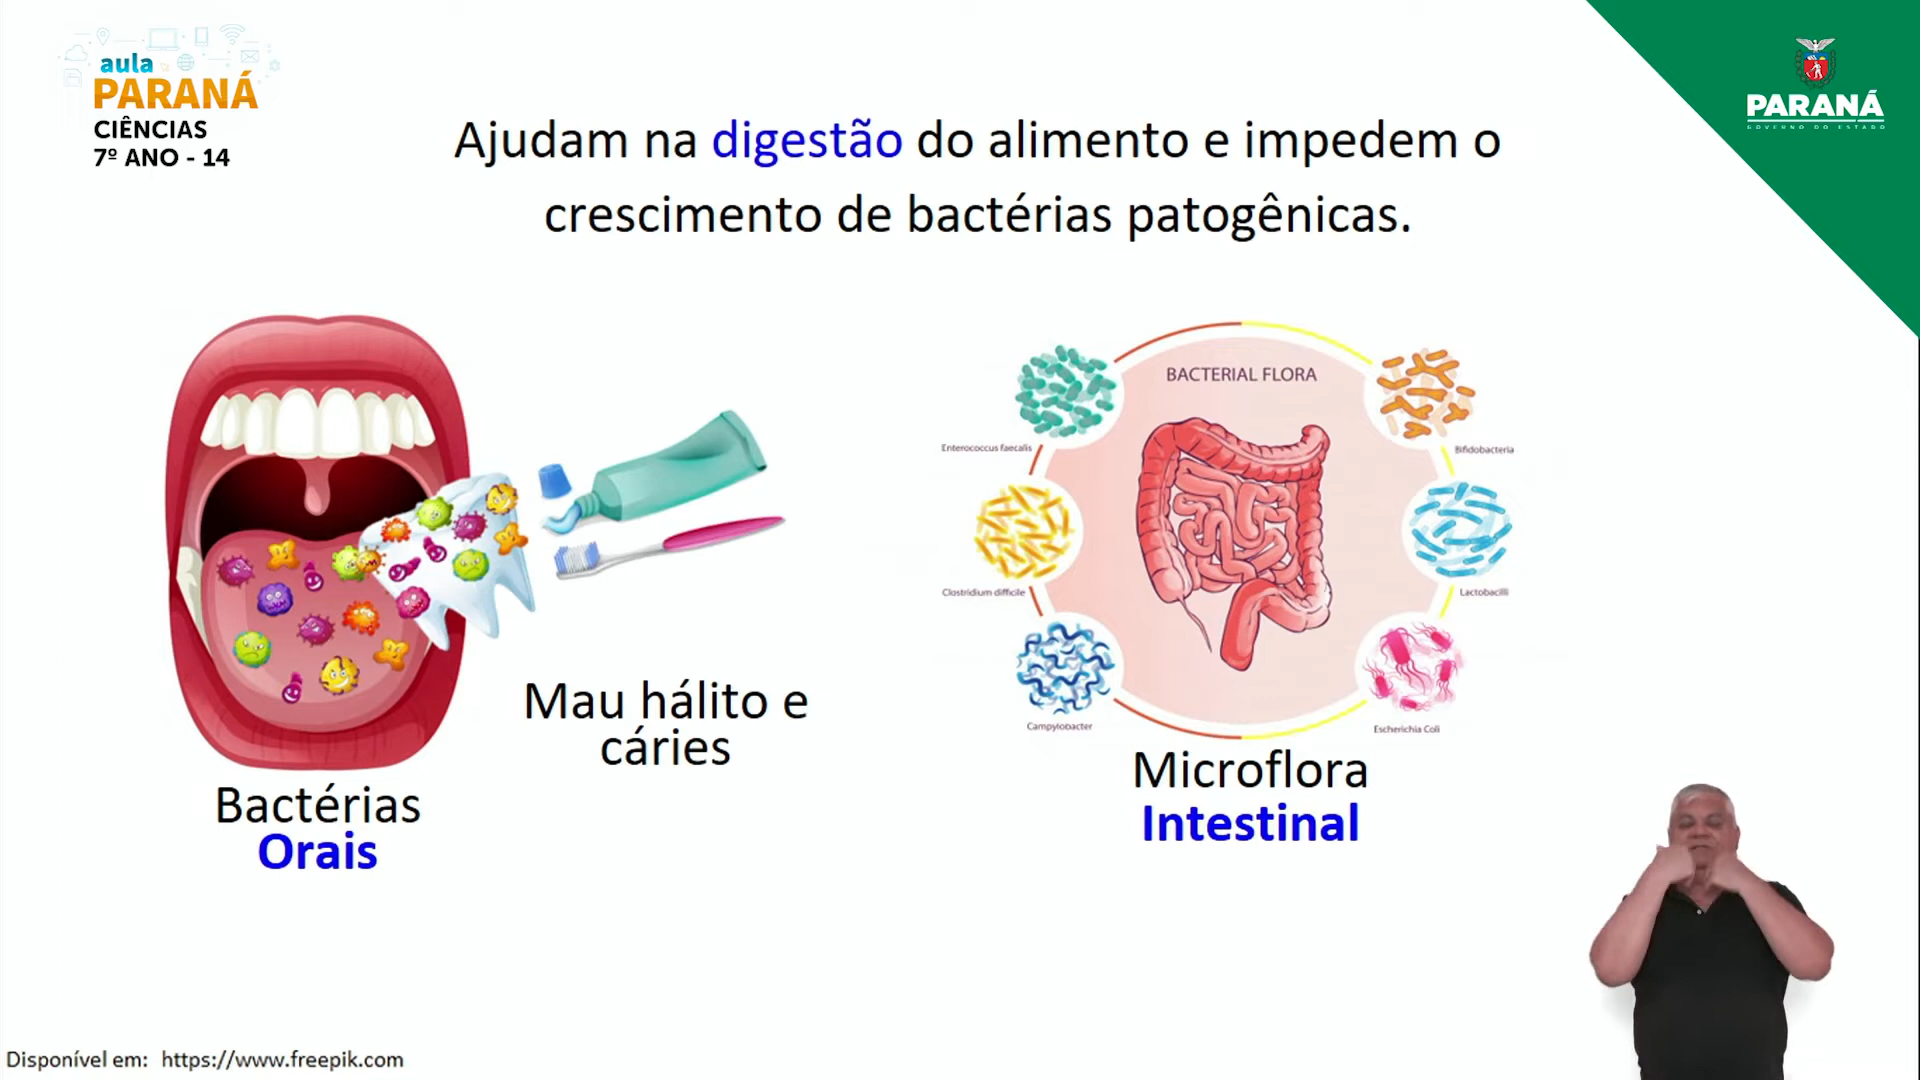 aula
PARANÁ
CIÊNCIAS
7º ANO - 14
PARANÁ
GOVERNO DO ESTADO
Ajudam na digestão do alimento e impedem o
crescimento de bactérias patogênicas.
BACTERIAL FLORA
Enterococcus faecalis
Bifidobacteria
Clostridium difficile
Lactobacilli
Campylobacter
Escherichia Coli
Mau hálito e
cáries
Bactérias
Orais
Microflora
Intestinal
Disponível em: https://www.freepik.com